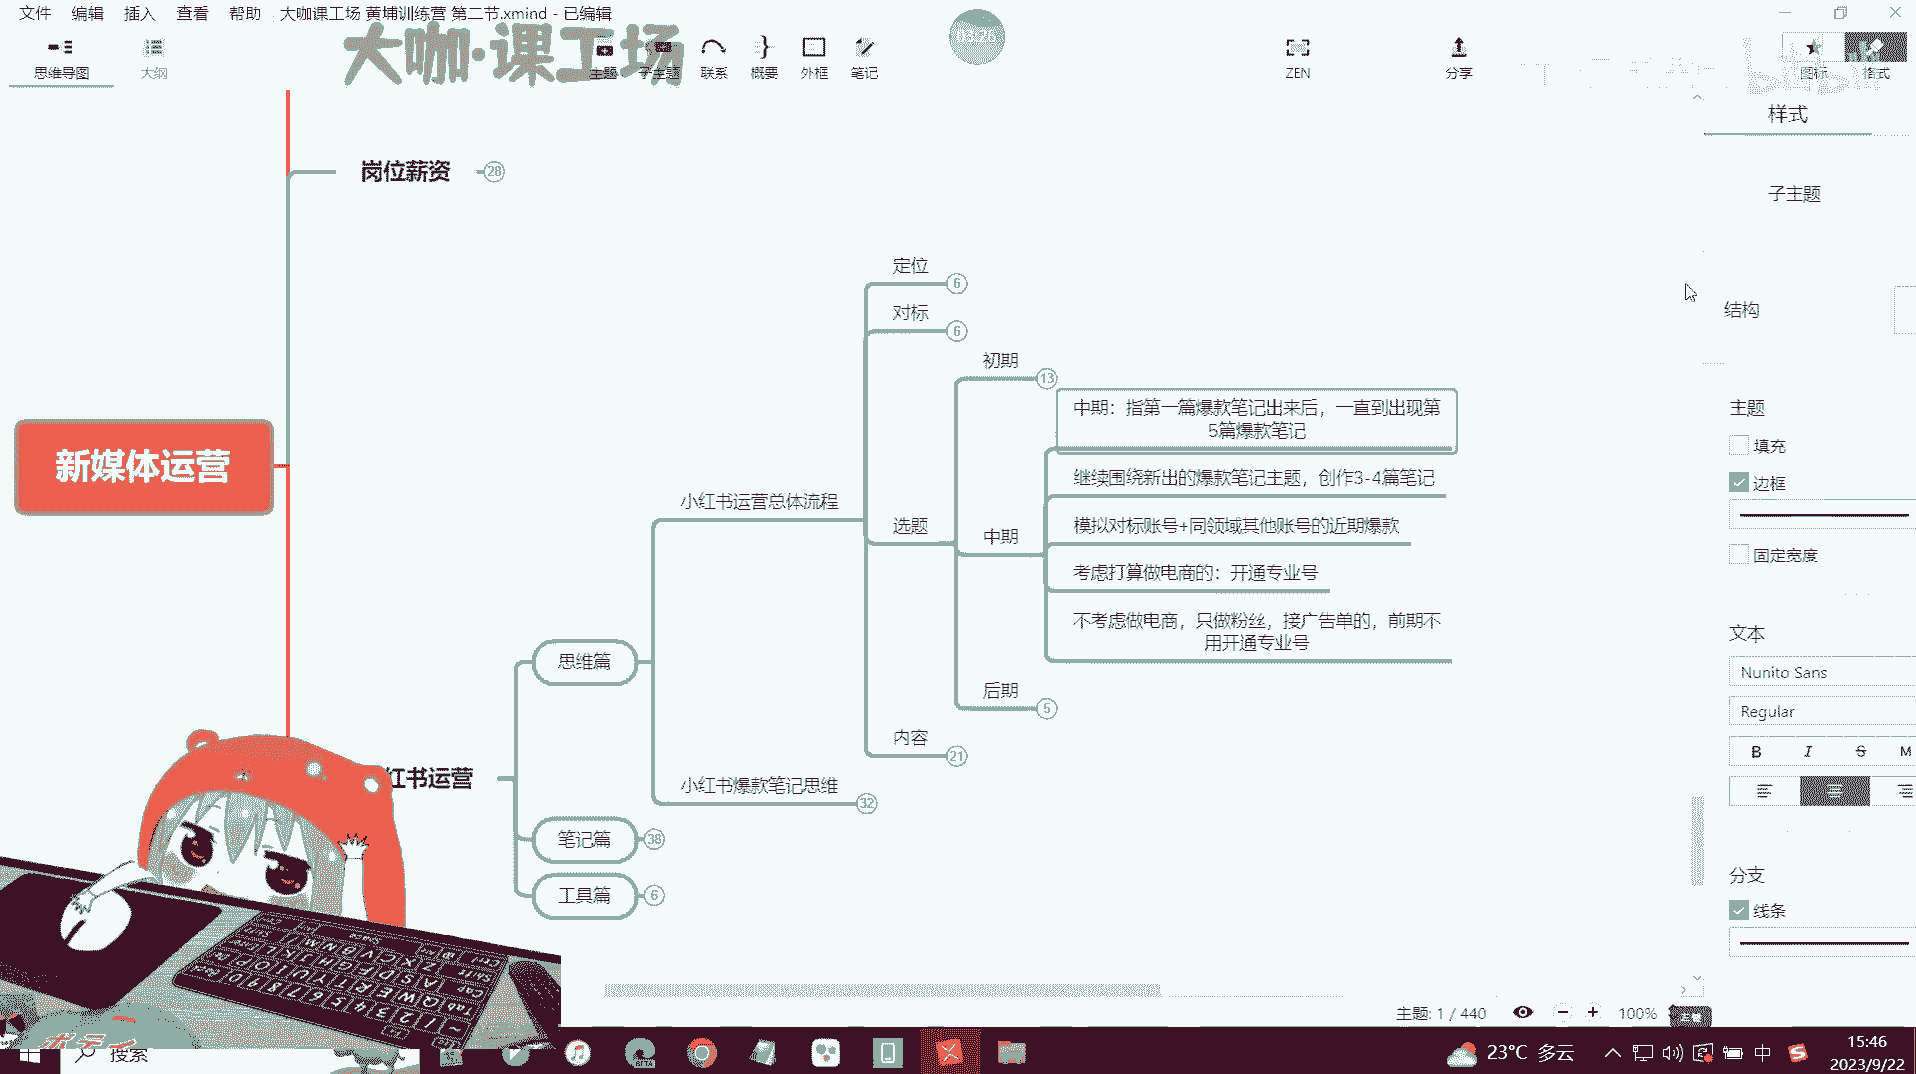 文件 编辑 插入 查看 帮助 大咖课工场 黄埔训练营 第二节.xmind - 已编辑
大咖·课工场
03:26
思维导图 大纲 主题 子主题 联系 概要 外框 笔记 ZEN 分享 图标 格式
样式
岗位薪资 28
子主题
定位 6
结构
对标 6
初期 13
中期：指第一篇爆款笔记出来后，一直到出现第
5篇爆款笔记
主题
填充
新媒体运营
继续围绕新出的爆款笔记主题，创作3-4篇笔记
边框
小红书运营总体流程
选题
模拟对标账号+同领域其他账号的近期爆款
中期
固定宽度
考虑打算做电商的：开通专业号
不考虑做电商，只做粉丝，接广告单的，前期不
用开通专业号
文本
思维篇
Nunito Sans
后期 5
Regular
内容 21
B I S M
红书运营
小红书爆款笔记思维 32
笔记篇 38
分支
工具篇 6
线条
主题: 1 / 440 100%
搜索
23°C 多云
中
15:46
2023/9/22